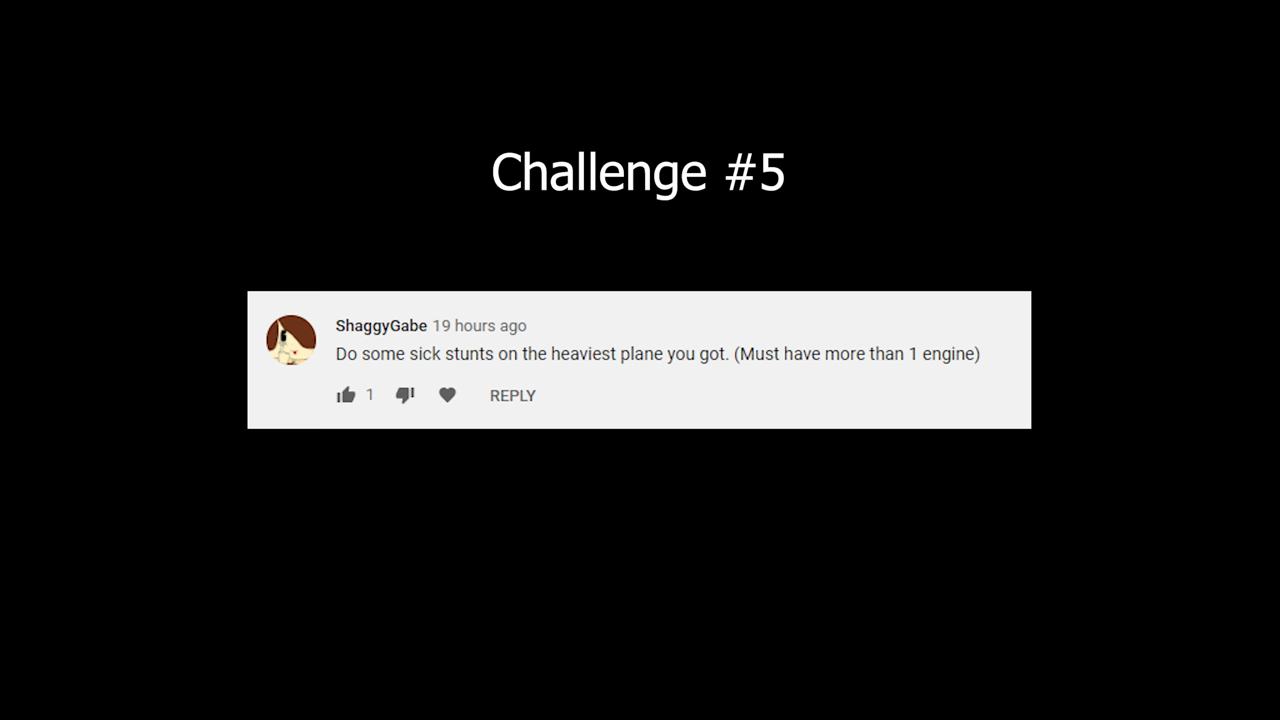 Challenge #5
ShaggyGabe 19 hours ago
Do some sick stunts on the heaviest plane you got. (Must have more than 1 engine)
1 REPLY